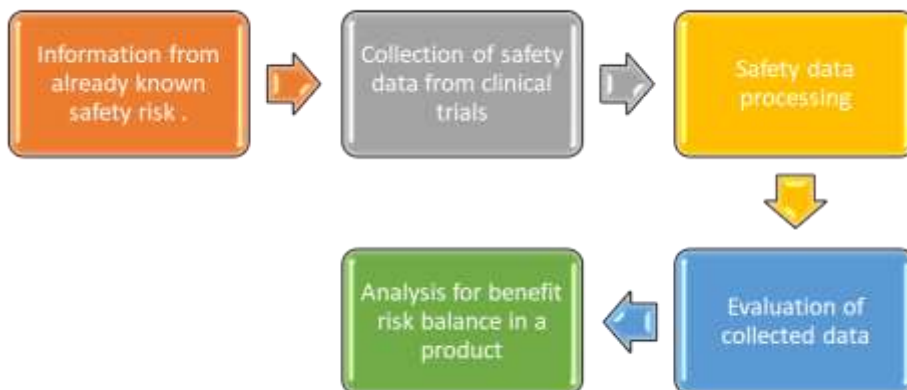 Information from
already known
safety risk .
Collection of safety
data from clinical
trials
Safety data
processing
Evaluation of
collected data
Analysis for benefit
risk balance in a
product